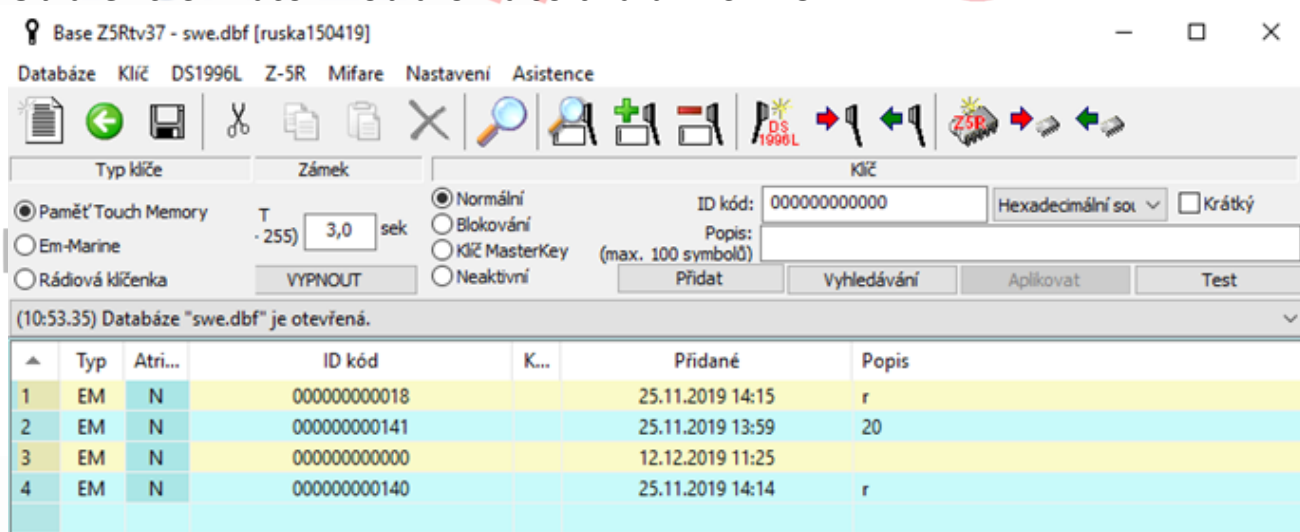 Base Z5Rtv37 - swe.dbf [ruska150419]
Databáze Klíč DS1996L Z-5R Mifare Nastavení Asistence
DS 1996L Z5R
Typ klíče Zámek Klíč
Paměť Touch Memory
Em-Marine
Rádiová klíčenka
T
- 255) 3,0 sek
VYPNOUT
Normální
Blokování
Klíč MasterKey
Neaktivní
ID kód: 000000000000 Hexadecimální sou Krátký
Popis:
(max. 100 symbolů)
Přidat Vyhledávání Aplikovat Test
(10:53.35) Databáze "swe.dbf" je otevřená.
Typ Atri... ID kód K... Přidané Popis
1 EM N 000000000018 25.11.2019 14:15 r
2 EM N 000000000141 25.11.2019 13:59 20
3 EM N 000000000000 12.12.2019 11:25
4 EM N 000000000140 25.11.2019 14:14 r